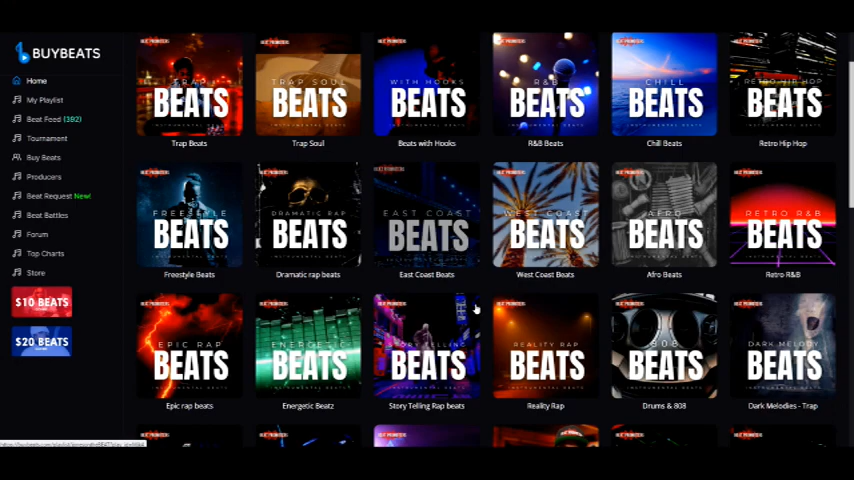 BUYBEATS
Home
My Playlist
Beat Feed (392)
Tournament
Buy Beats
Producers
Beat Request New!
Beat Battles
Forum
Top Charts
Store
$10 BEATS
$20 BEATS
TRAP
BEATS
Trap Beats
TRAP SOUL
BEATS
Trap Soul
WITH HOOKS
BEATS
Beats with Hooks
R&B
BEATS
R&B Beats
CHILL
BEATS
Chill Beats
RETRO HIP HOP
BEATS
Retro Hip Hop
FREESTYLE
BEATS
Freestyle Beats
DRAMATIC RAP
BEATS
Dramatic rap beats
EAST COAST
BEATS
East Coast Beats
WEST COAST
BEATS
West Coast Beats
AFRO
BEATS
Afro Beats
RETRO R&B
BEATS
Retro R&B
EPIC RAP
BEATS
Epic rap beats
ENERGETIC
BEATS
Energetic Beatz
STORY TELLING
BEATS
Story Telling Rap beats
REALITY RAP
BEATS
Reality Rap
808
BEATS
Drums & 808
DARK MELODY
BEATS
Dark Melodies - Trap